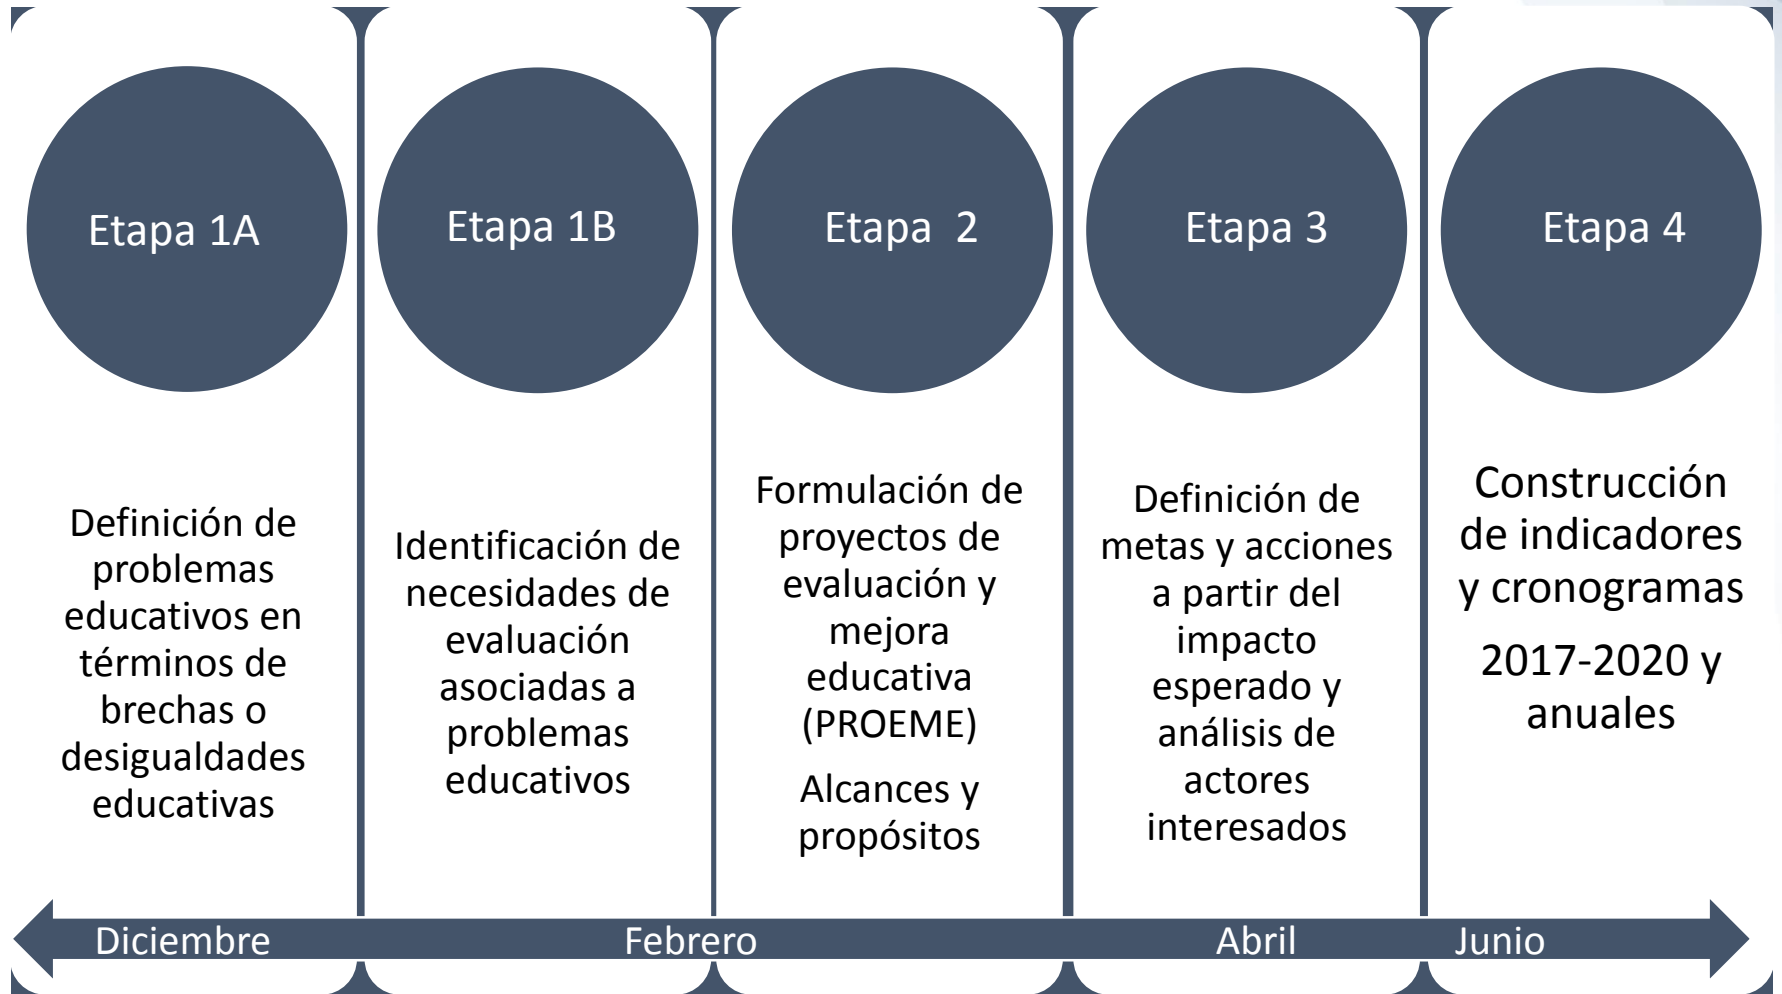 Etapa 1A
Definición de
problemas
educativos en
términos de
brechas o
desigualdades
educativas
Etapa 1B
Identificación de
necesidades de
evaluación
asociadas a
problemas
educativos
Etapa  2
Formulación de
proyectos de
evaluación y
mejora
educativa
(PROEME)
Alcances y
propósitos
Etapa 3
Definición de
metas y acciones
a partir del
impacto
esperado y
análisis de
actores
interesados
Etapa 4
Construcción
de indicadores
y cronogramas
2017-2020 y
anuales
Diciembre
Febrero
Abril
Junio